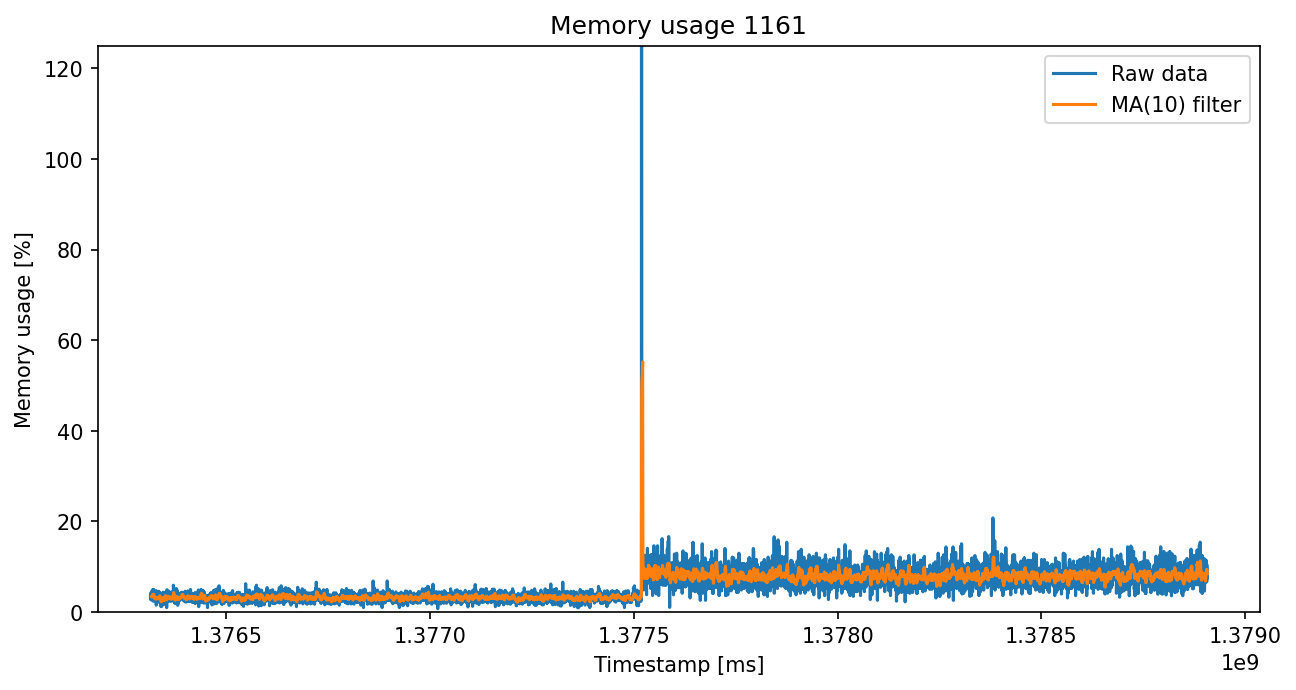 Memory usage 1161
Raw data
MA(10) filter
Memory usage [%]
120
100
80
60
40
20
0
1.3765 1.3770 1.3775 1.3780 1.3785 1.3790
1e9
Timestamp [ms]